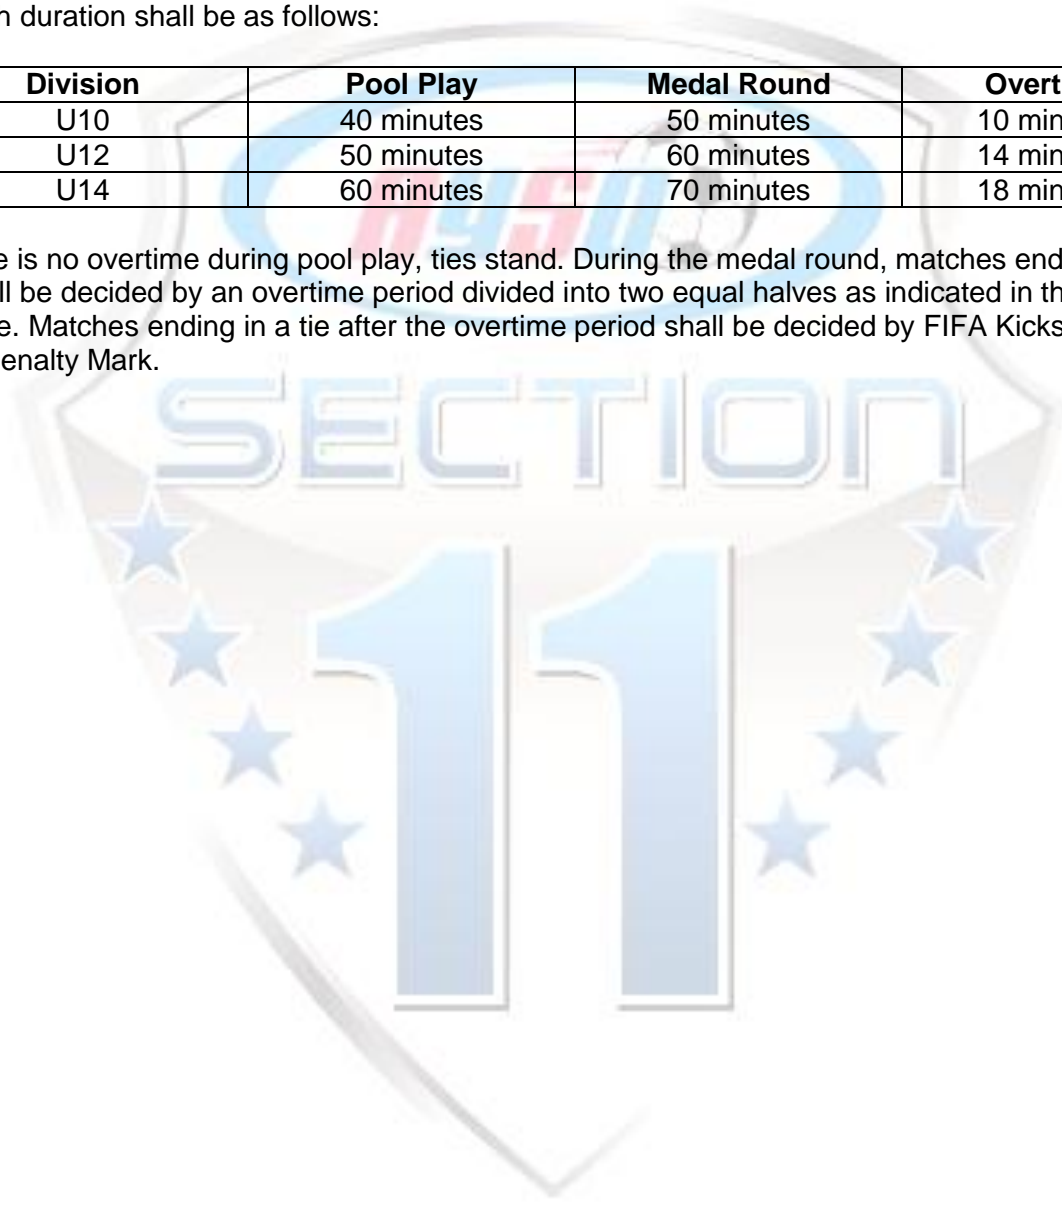 n duration shall be as follows:
Division Pool Play Medal Round Overt
U10 40 minutes 50 minutes 10 min
U12 50 minutes 60 minutes 14 min
U14 60 minutes 70 minutes 18 min
e is no overtime during pool play, ties stand. During the medal round, matches end
ll be decided by an overtime period divided into two equal halves as indicated in th
e. Matches ending in a tie after the overtime period shall be decided by FIFA Kicks
enalty Mark.
AYSO
SECTION
11